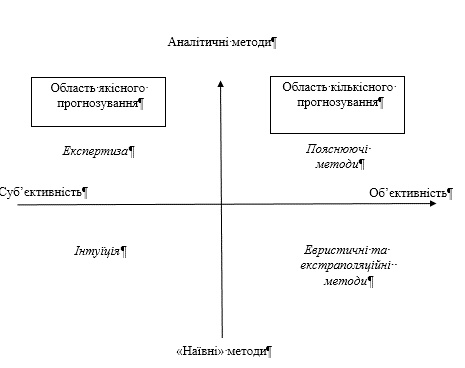 Аналітичні методи¶
Область якісного прогнозування¶
Область кількісного прогнозування¶
Експертиза¶
Пояснюючі методи¶
Суб’єктивність¶
Об’єктивність¶
Інтуїція¶
Евристичні та екстраполяційні методи¶
«Наївні» методи¶